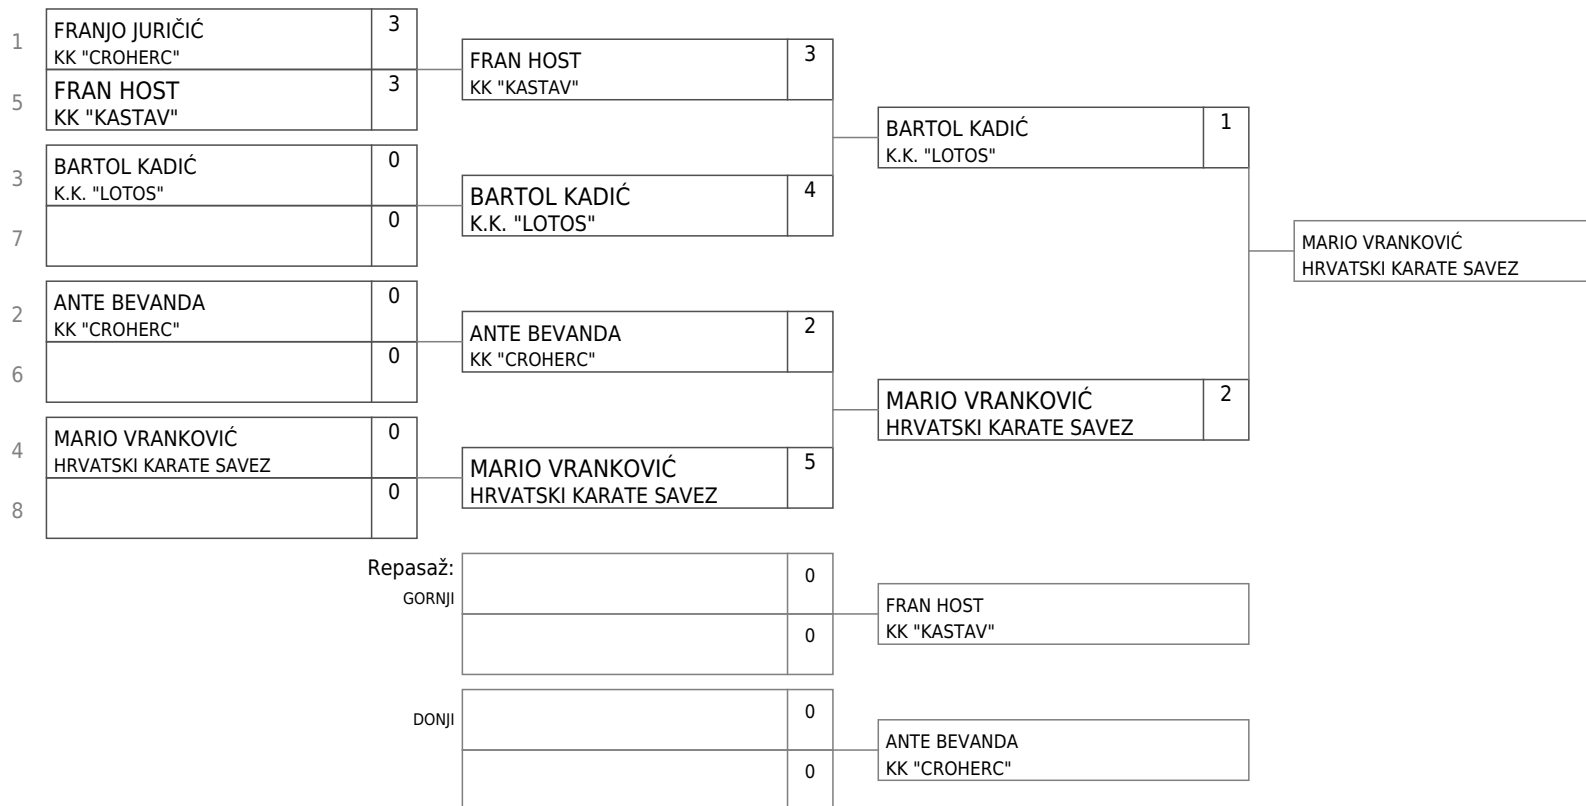 1
FRANJO JURIČIĆ
KK "CROHERC"
3
5
FRAN HOST
KK "KASTAV"
3
3
BARTOL KADIĆ
K.K. "LOTOS"
0
7
0
2
ANTE BEVANDA
KK "CROHERC"
0
6
0
4
MARIO VRANKOVIĆ
HRVATSKI KARATE SAVEZ
0
8
0
FRAN HOST
KK "KASTAV"
3
BARTOL KADIĆ
K.K. "LOTOS"
4
ANTE BEVANDA
KK "CROHERC"
2
MARIO VRANKOVIĆ
HRVATSKI KARATE SAVEZ
5
BARTOL KADIĆ
K.K. "LOTOS"
1
MARIO VRANKOVIĆ
HRVATSKI KARATE SAVEZ
2
MARIO VRANKOVIĆ
HRVATSKI KARATE SAVEZ
Repasaž:
GORNJI
0
0
FRAN HOST
KK "KASTAV"
DONJI
0
0
ANTE BEVANDA
KK "CROHERC"